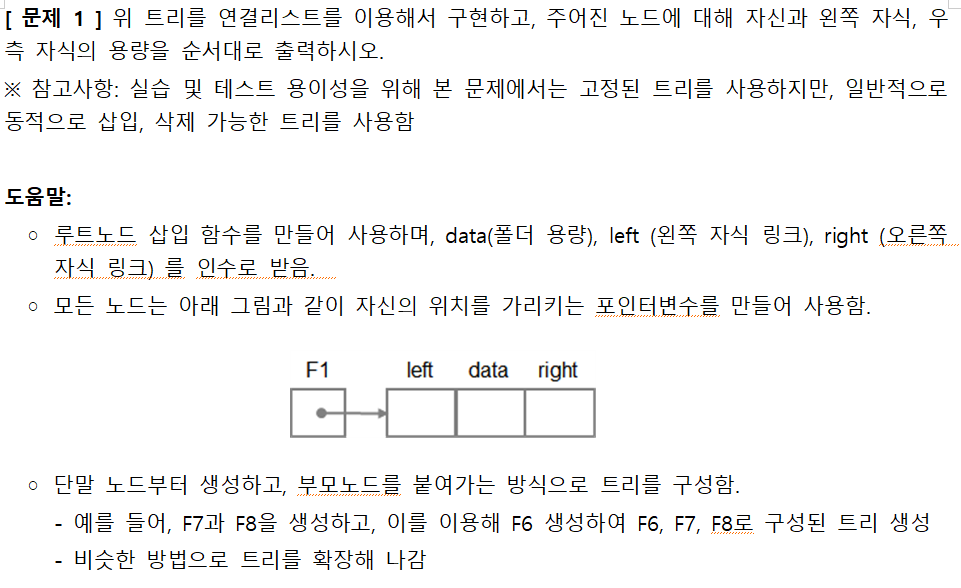 [ 문제 1 ] 위 트리를 연결리스트를 이용해서 구현하고, 주어진 노드에 대해 자신과 왼쪽 자식, 우
측 자식의 용량을 순서대로 출력하시오.
※ 참고사항: 실습 및 테스트 용이성을 위해 본 문제에서는 고정된 트리를 사용하지만, 일반적으로
동적으로 삽입, 삭제 가능한 트리를 사용함
도움말:
○ 루트노드 삽입 함수를 만들어 사용하며, data(폴더 용량), left (왼쪽 자식 링크), right (오른쪽
자식 링크) 를 인수로 받음.
○ 모든 노드는 아래 그림과 같이 자신의 위치를 가리키는 포인터변수를 만들어 사용함.
F1 left data right
○ 단말 노드부터 생성하고, 부모노드를 붙여가는 방식으로 트리를 구성함.
- 예를 들어, F7과 F8을 생성하고, 이를 이용해 F6 생성하여 F6, F7, F8로 구성된 트리 생성
- 비슷한 방법으로 트리를 확장해 나감